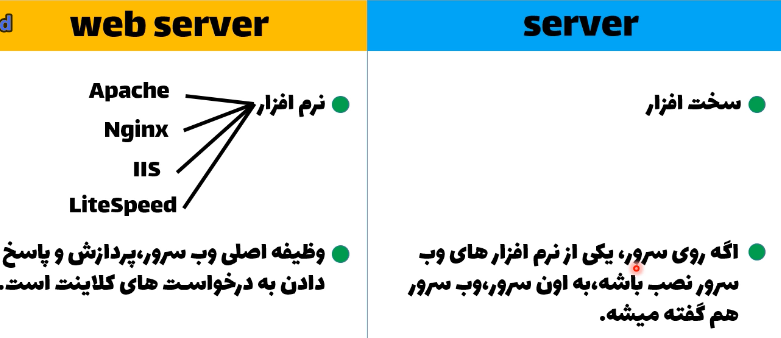 server
سخت افزار
اگه روی سرور، یکی از نرم افزار های وب
سرور نصب باشه،به اون سرور،وب سرور
هم گفته میشه.
web server
نرم افزار
Apache
Nginx
IIS
LiteSpeed
وظیفه اصلی وب سرور،پردازش و پاسخ
دادن به درخواست های کلاینت است.